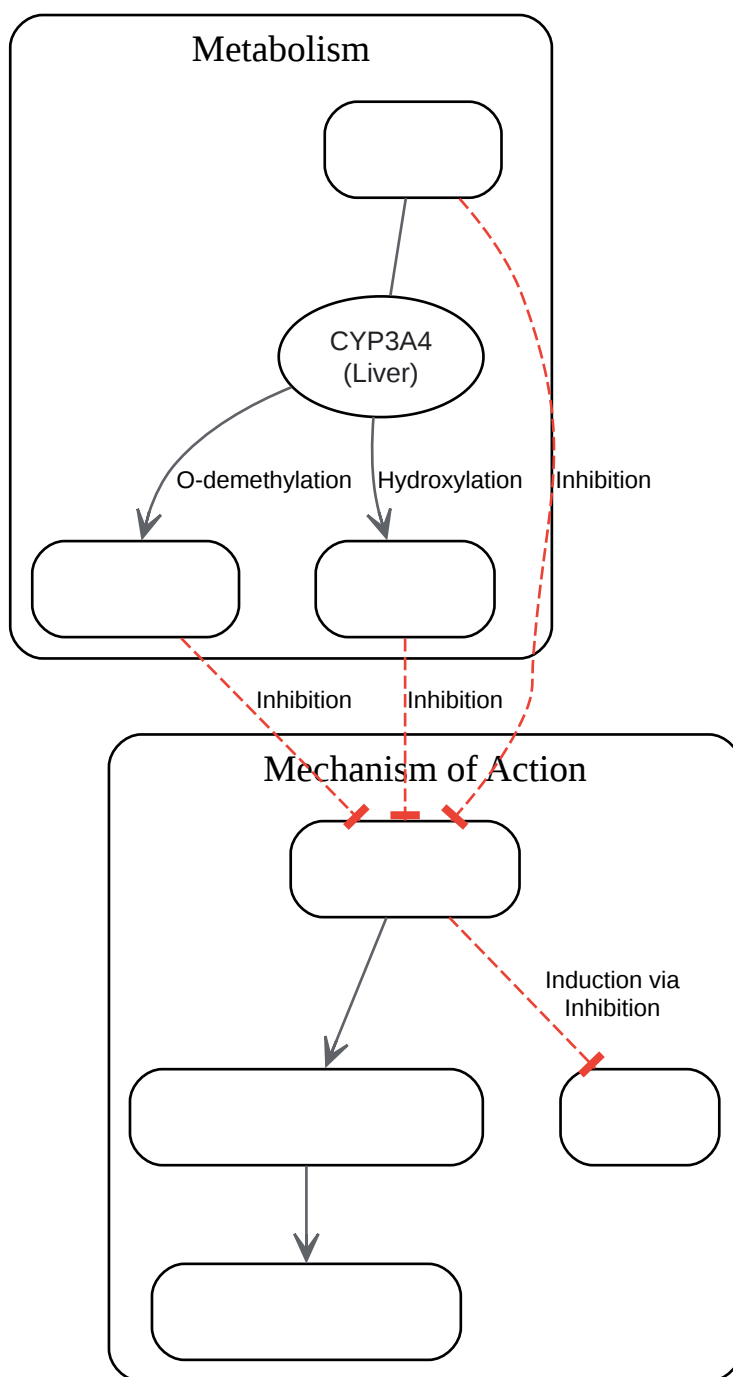 Metabolism
CYP3A4
(Liver)
O-demethylation
Hydroxylation
Inhibition
Inhibition
Inhibition
Mechanism of Action
Induction via
Inhibition